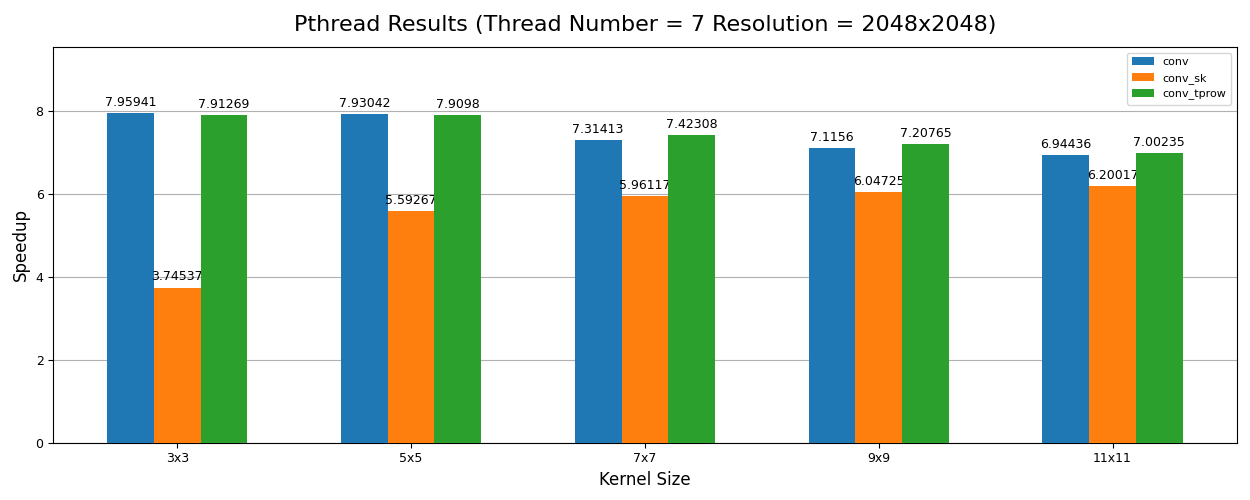 Pthread Results (Thread Number = 7 Resolution = 2048x2048)
conv
conv_sk
conv_tprow
7.95941
3.74537
7.91269
7.93042
5.59267
7.9098
7.31413
5.96117
7.42308
7.1156
6.04725
7.20765
6.94436
6.20017
7.00235
Speedup
8
6
4
2
0
3x3
5x5
7x7
9x9
11x11
Kernel Size